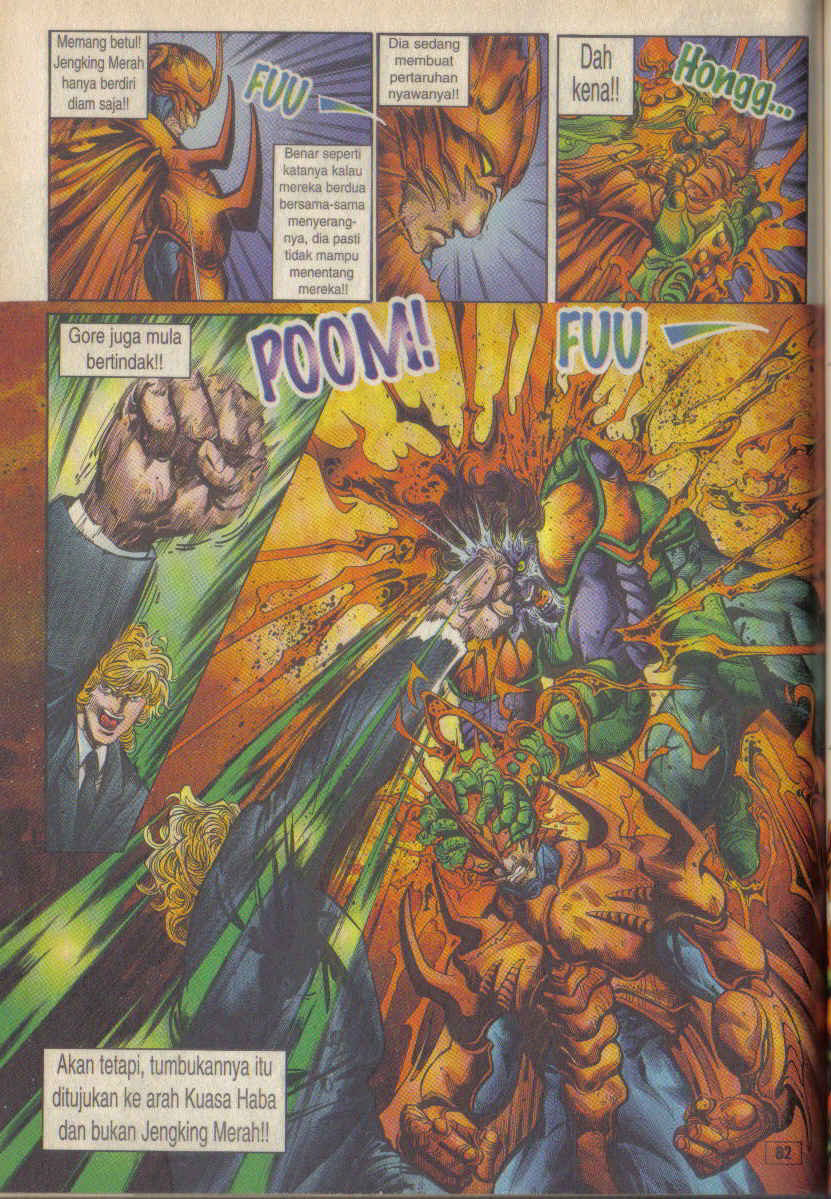 Memang betul!
Jengking Merah
hanya berdiri
diam saja!!
FUU
Benar seperti
katanya kalau
mereka berdua
bersama-sama
menyerang-
nya, dia pasti
tidak mampu
menentang
mereka!!
Dia sedang
membuat
pertaruhan
nyawanya!!
Dah
kena!!
Hongg...
Gore juga mula
bertindak!!
POOM!
FUU
Akan tetapi, tumbukannya itu
ditujukan ke arah Kuasa Haba
dan bukan Jengking Merah!!
82